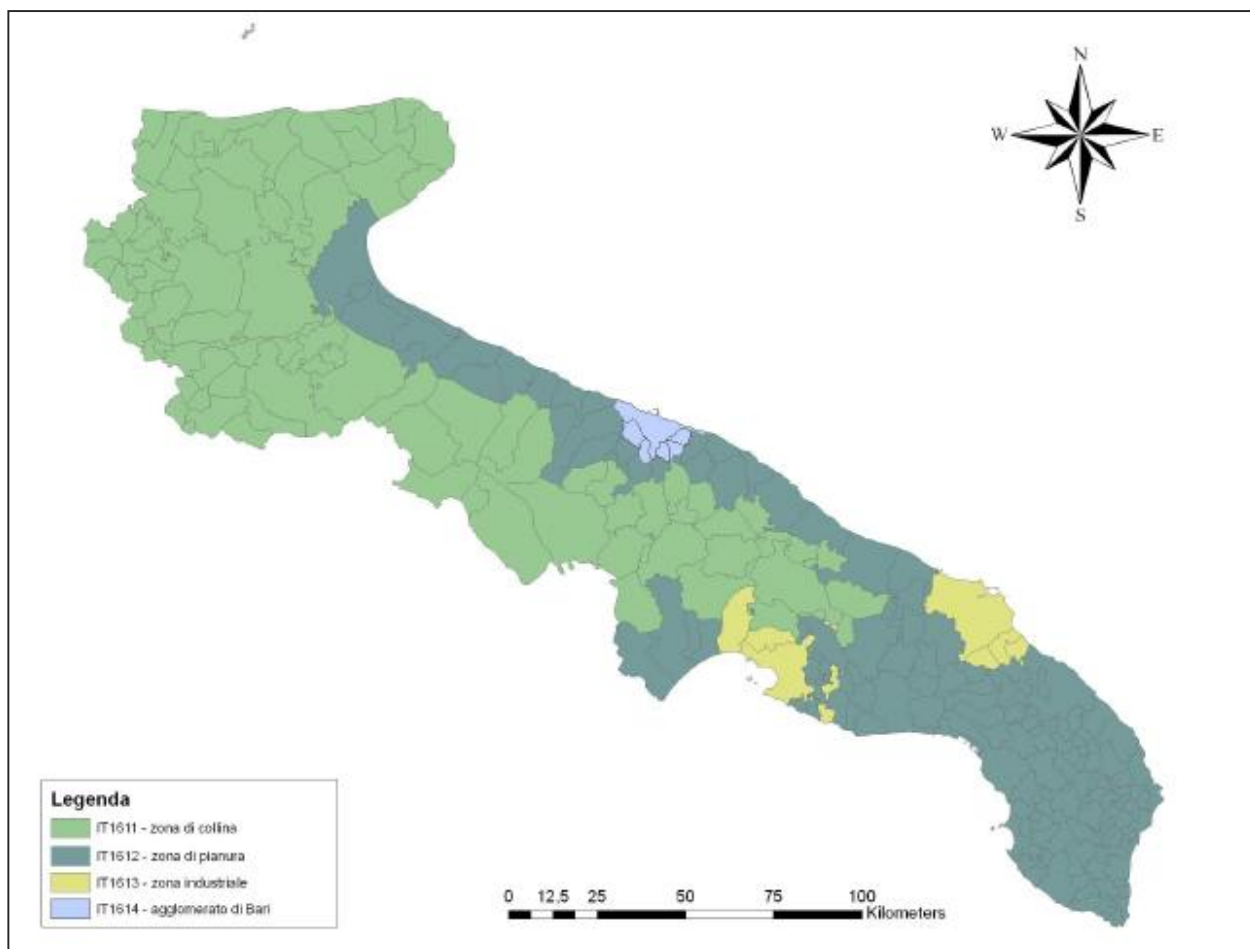 N
W E
S
Legenda
IT1611 - zona di collina
IT1612 - zona di pianura
IT1613 - zona industriale
IT1614 - agglomerato di Bari
0 12,5 25 50 75 100
Kilometers